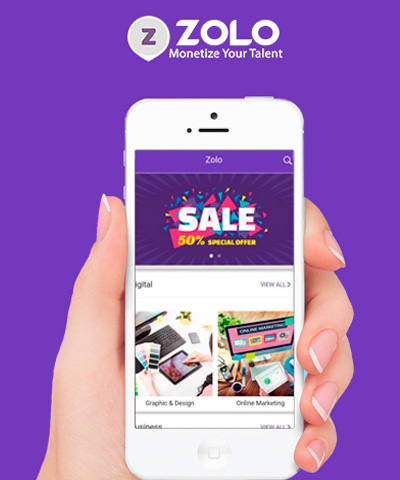 Z ZOLO
Monetize Your Talent
Zolo
SALE
50% SPECIAL OFFER
igital
VIEW ALL >
ONLINE MARKETING
Graphic & Design
Online Marketing
usiness
VIEW ALL >